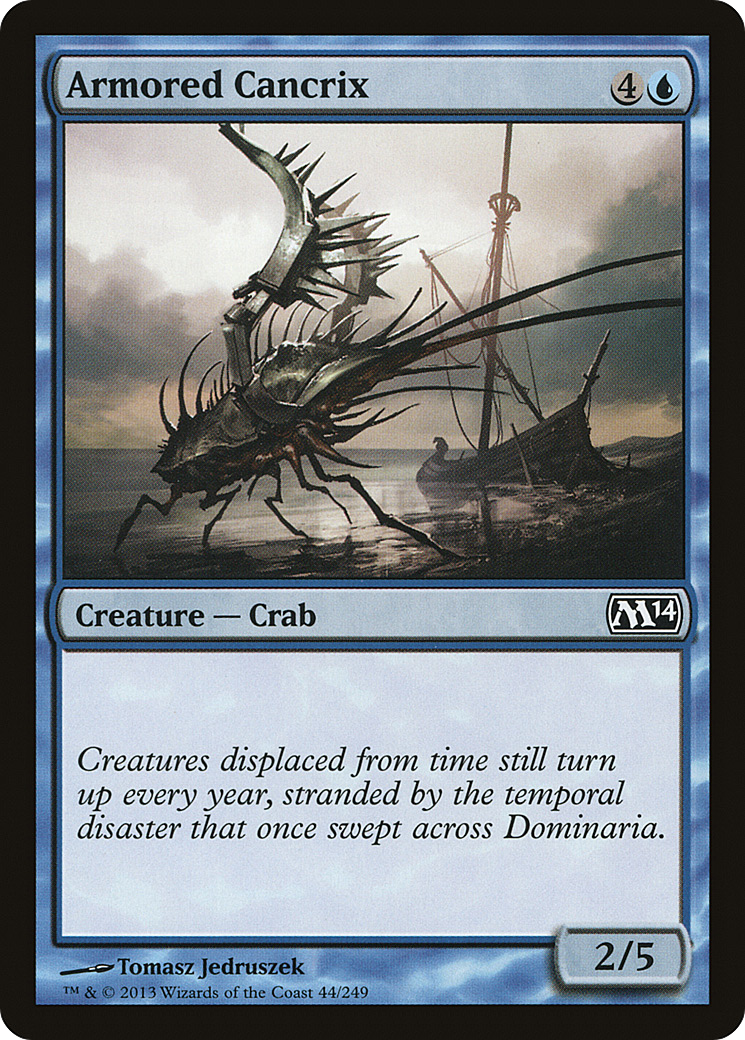 Armored Cancrix 4
Creature — Crab M14
Creatures displaced from time still turn
up every year, stranded by the temporal
disaster that once swept across Dominaria.
2/5
Tomasz Jedruszek
™ & © 2013 Wizards of the Coast 44/249